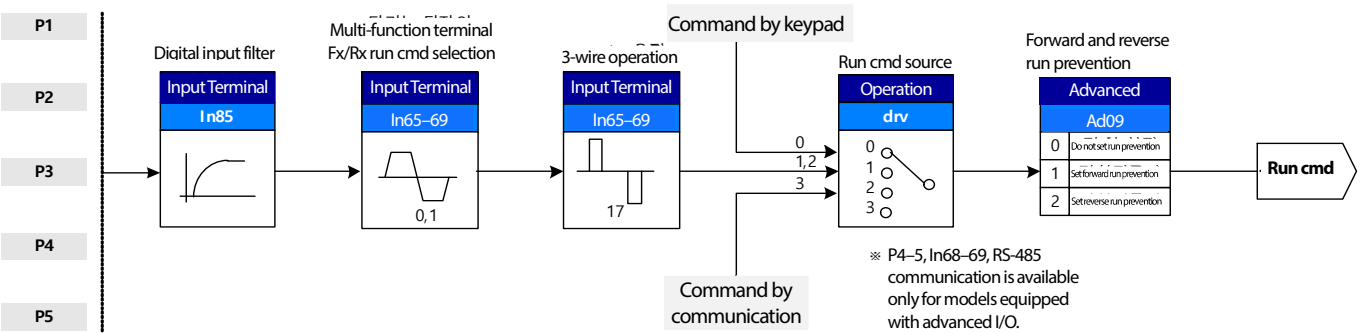 P1
P2
P3
P4
P5
Digital input filter
Input Terminal
In85
Multi-function terminal
Fx/Rx run cmd selection
Input Terminal
In65–69
0,1
3-wire operation
Input Terminal
In65–69
17
Command by keypad
0
1,2
3
Command by
communication
Run cmd source
Operation
drv
0
1
2
3
Forward and reverse
run prevention
Advanced
Ad09
0 Do not set run prevention
1 Set forward run prevention
2 Set reverse run prevention
Run cmd
※ P4–5, In68–69, RS-485
communication is available
only for models equipped
with advanced I/O.